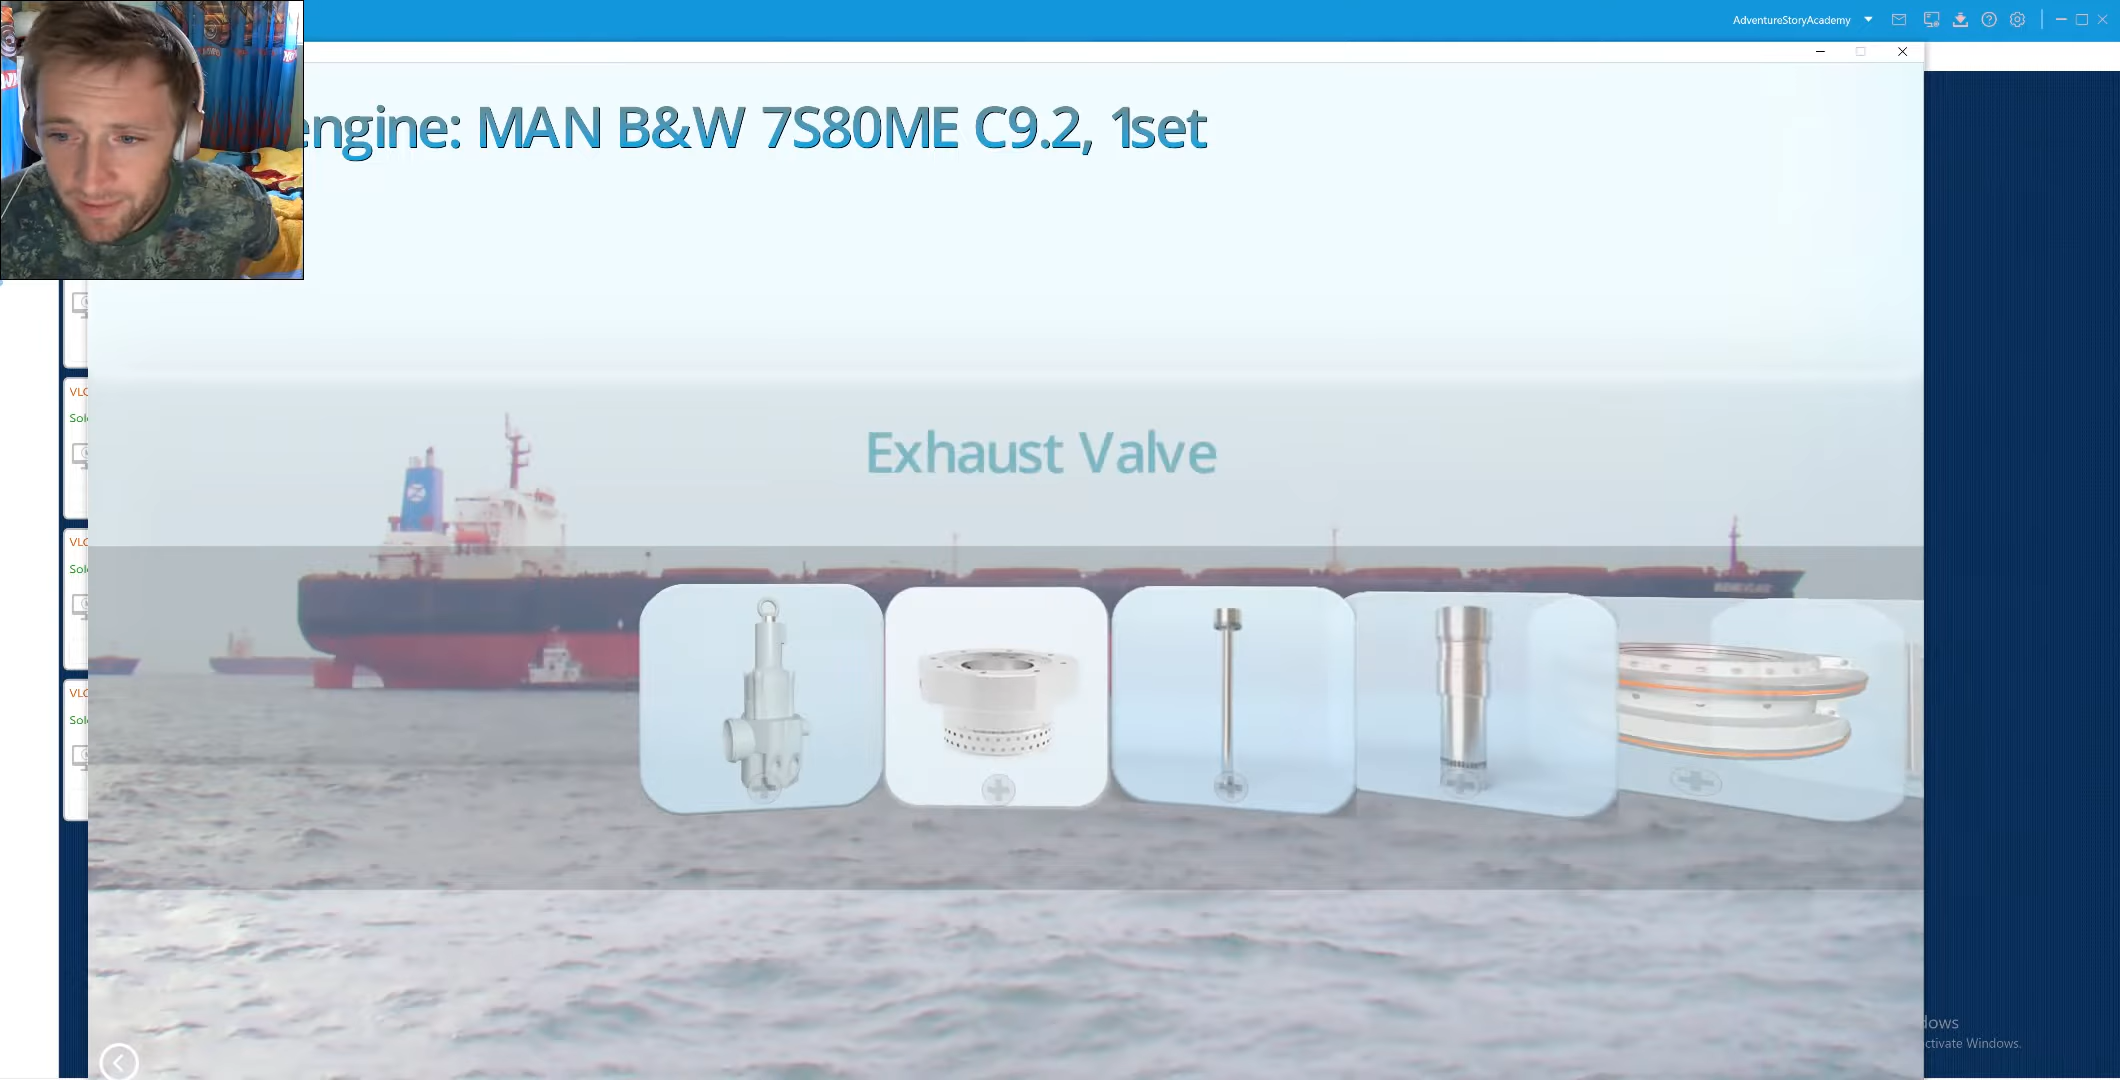 AdventureStoryAcademy
engine: MAN B&W 7S80ME C9.2, 1set
Exhaust Valve
VLC
Sol
VLC
Sol
VLC
Sol
dows
ctivate Windows.